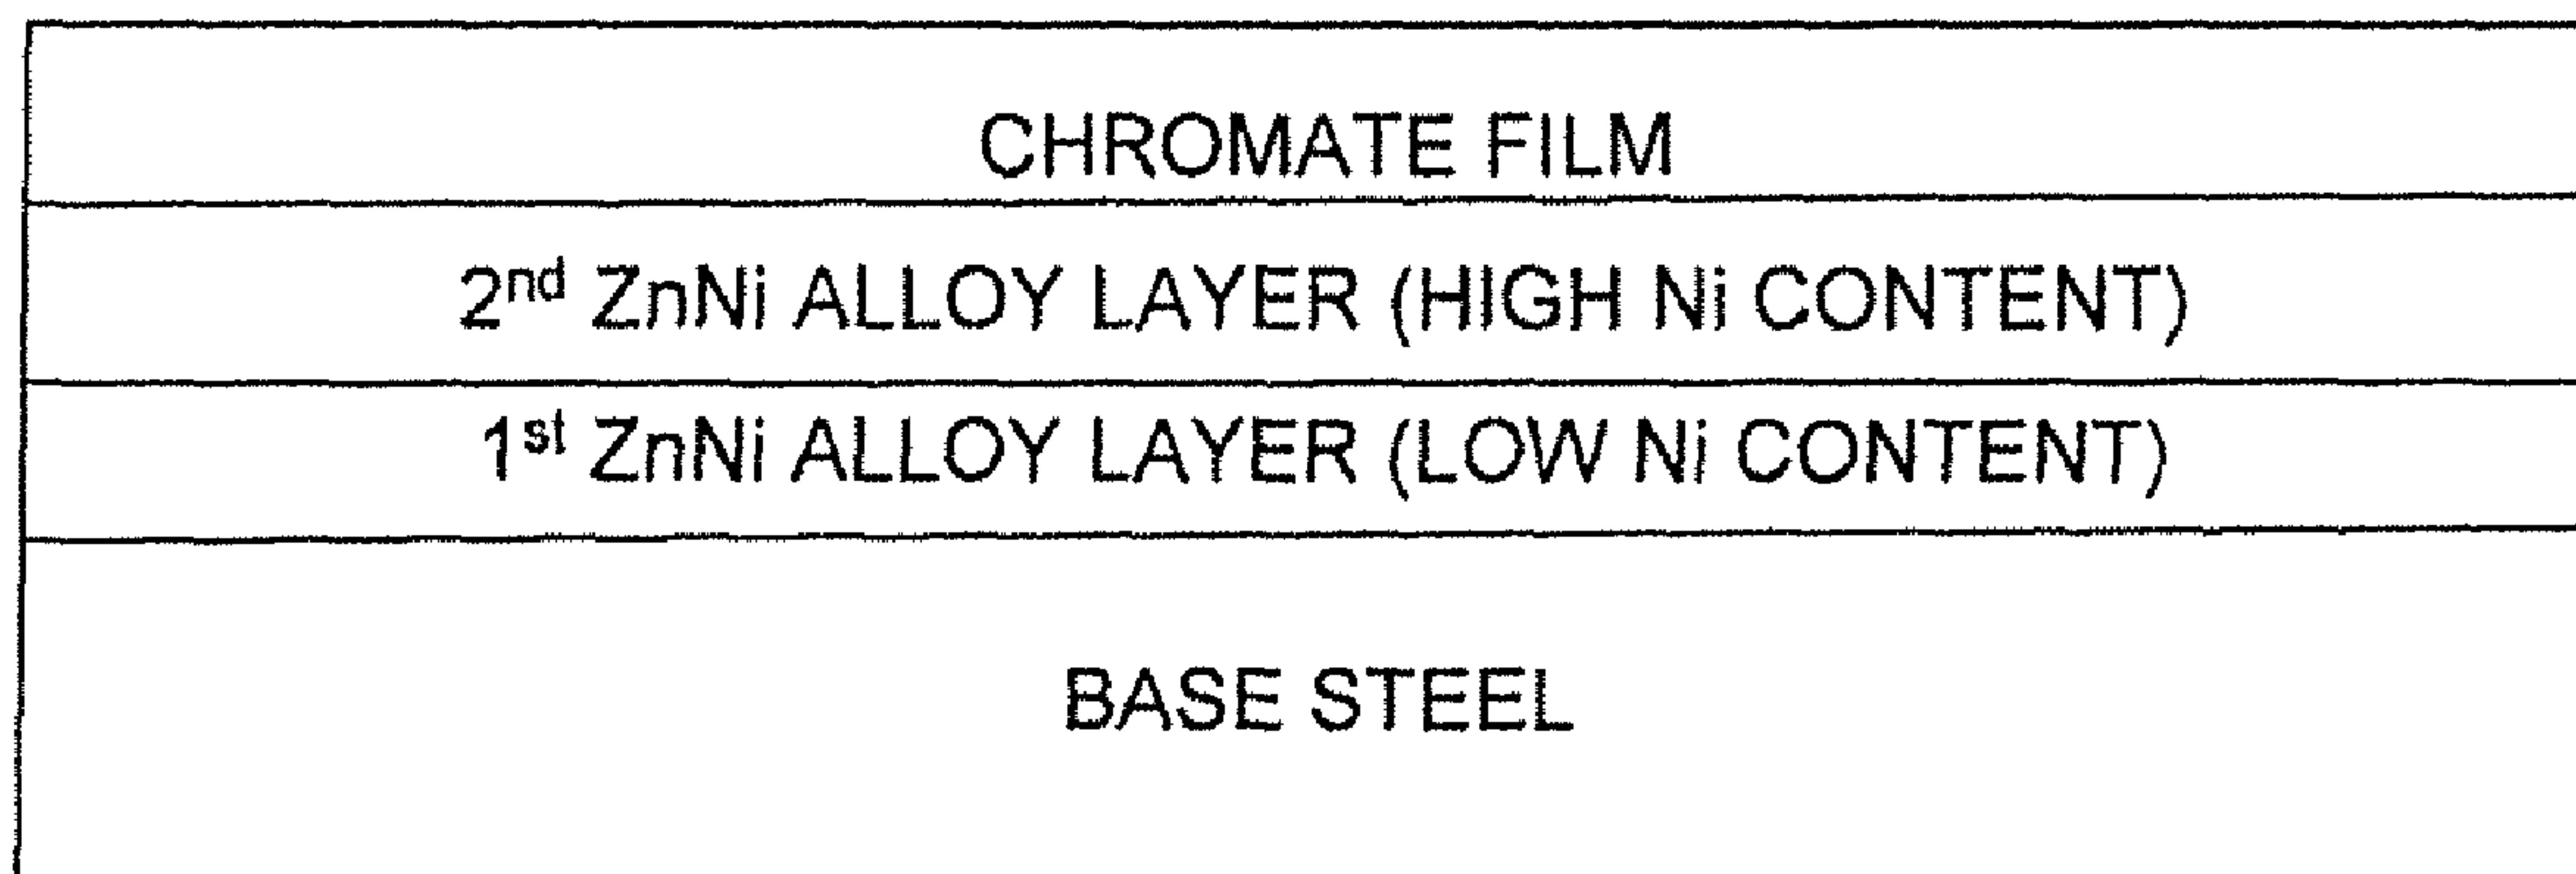 CHROMATE FILM
2nd ZnNi ALLOY LAYER (HIGH Ni CONTENT)
1st ZnNi ALLOY LAYER (LOW Ni CONTENT)
BASE STEEL